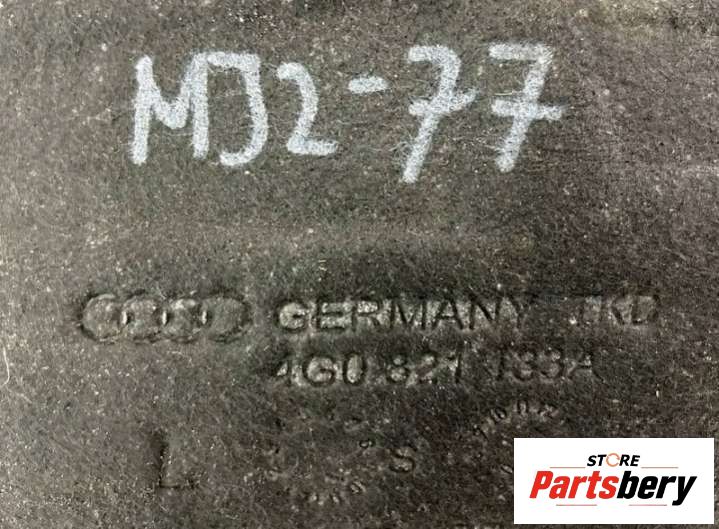 MJ2-77
GERMANY TKD
4G0 821 133A
L
S
STORE
Partsbery